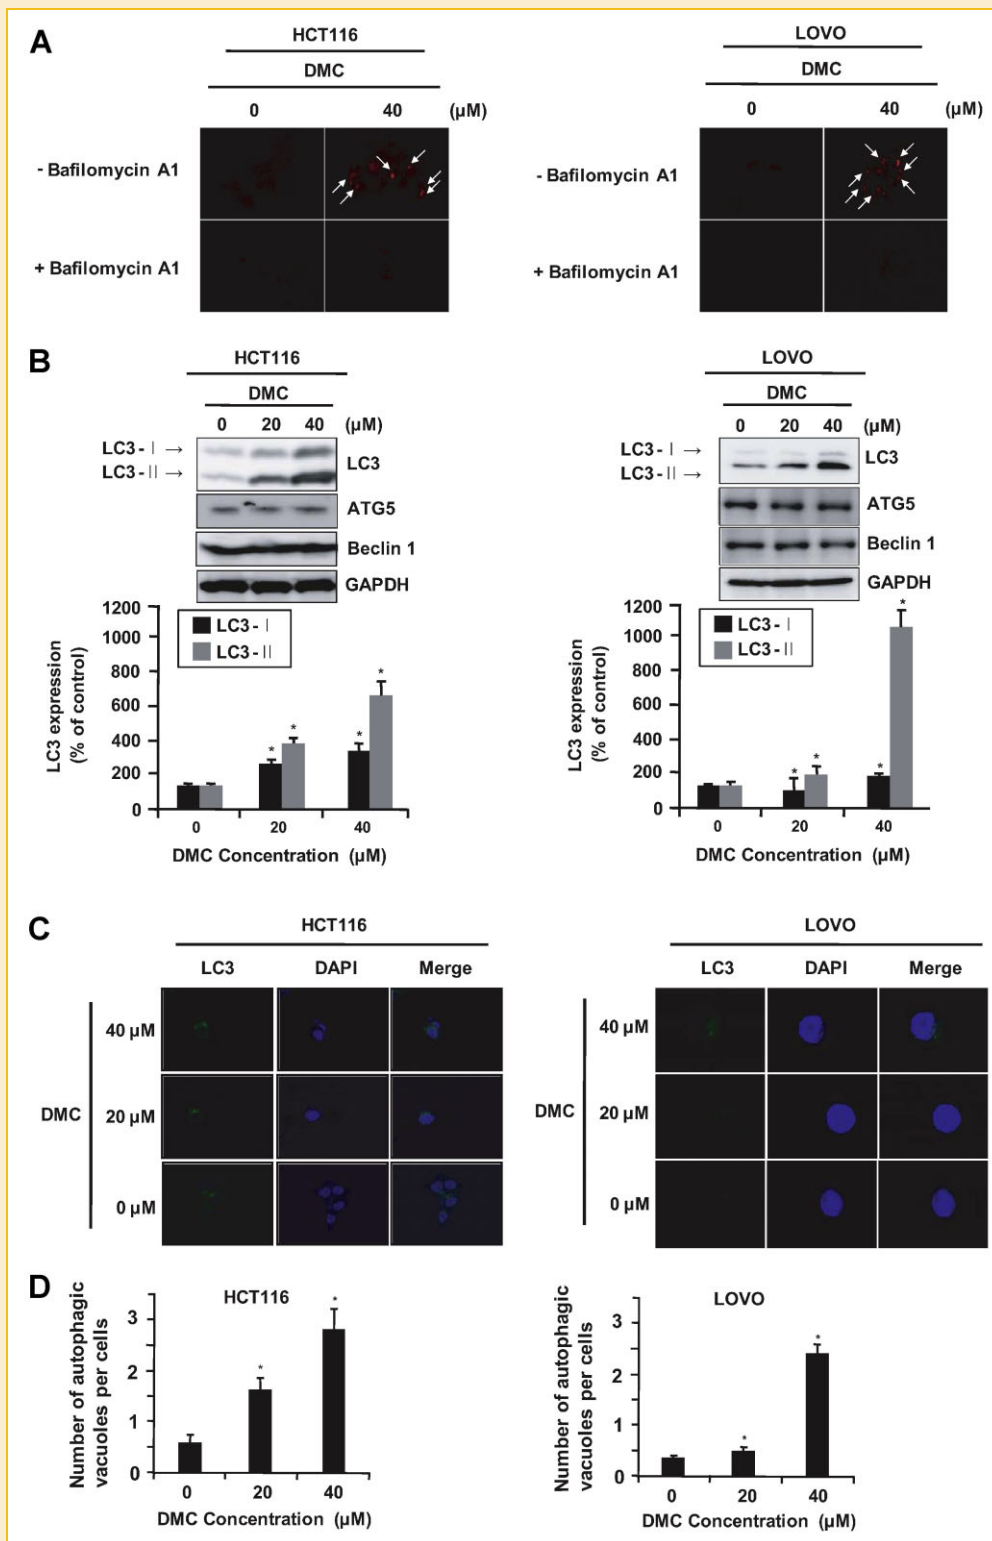 A
HCT116
DMC
0 40 (µM)
- Bafilomycin A1
+ Bafilomycin A1
LOVO
DMC
0 40 (µM)
- Bafilomycin A1
+ Bafilomycin A1
B
HCT116
DMC
0 20 40 (µM)
LC3-I →
LC3-II →
LC3
ATG5
Beclin 1
GAPDH
LC3 expression
(% of control)
1200
1000
800
600
400
200
0
LC3-I
LC3-II
* * * *
0 20 40
DMC Concentration (µM)
LOVO
DMC
0 20 40 (µM)
LC3-I →
LC3-II →
LC3
ATG5
Beclin 1
GAPDH
LC3 expression
(% of control)
1200
1000
800
600
400
200
0
LC3-I
LC3-II
* * * *
0 20 40
DMC Concentration (µM)
C
HCT116
LC3 DAPI Merge
DMC
40 µM
20 µM
0 µM
LOVO
LC3 DAPI Merge
DMC
40 µM
20 µM
0 µM
D
HCT116
Number of autophagic
vacuoles per cells
3
2
1
0
* *
0 20 40
DMC Concentration (µM)
LOVO
Number of autophagic
vacuoles per cells
3
2
1
0
* *
0 20 40
DMC Concentration (µM)